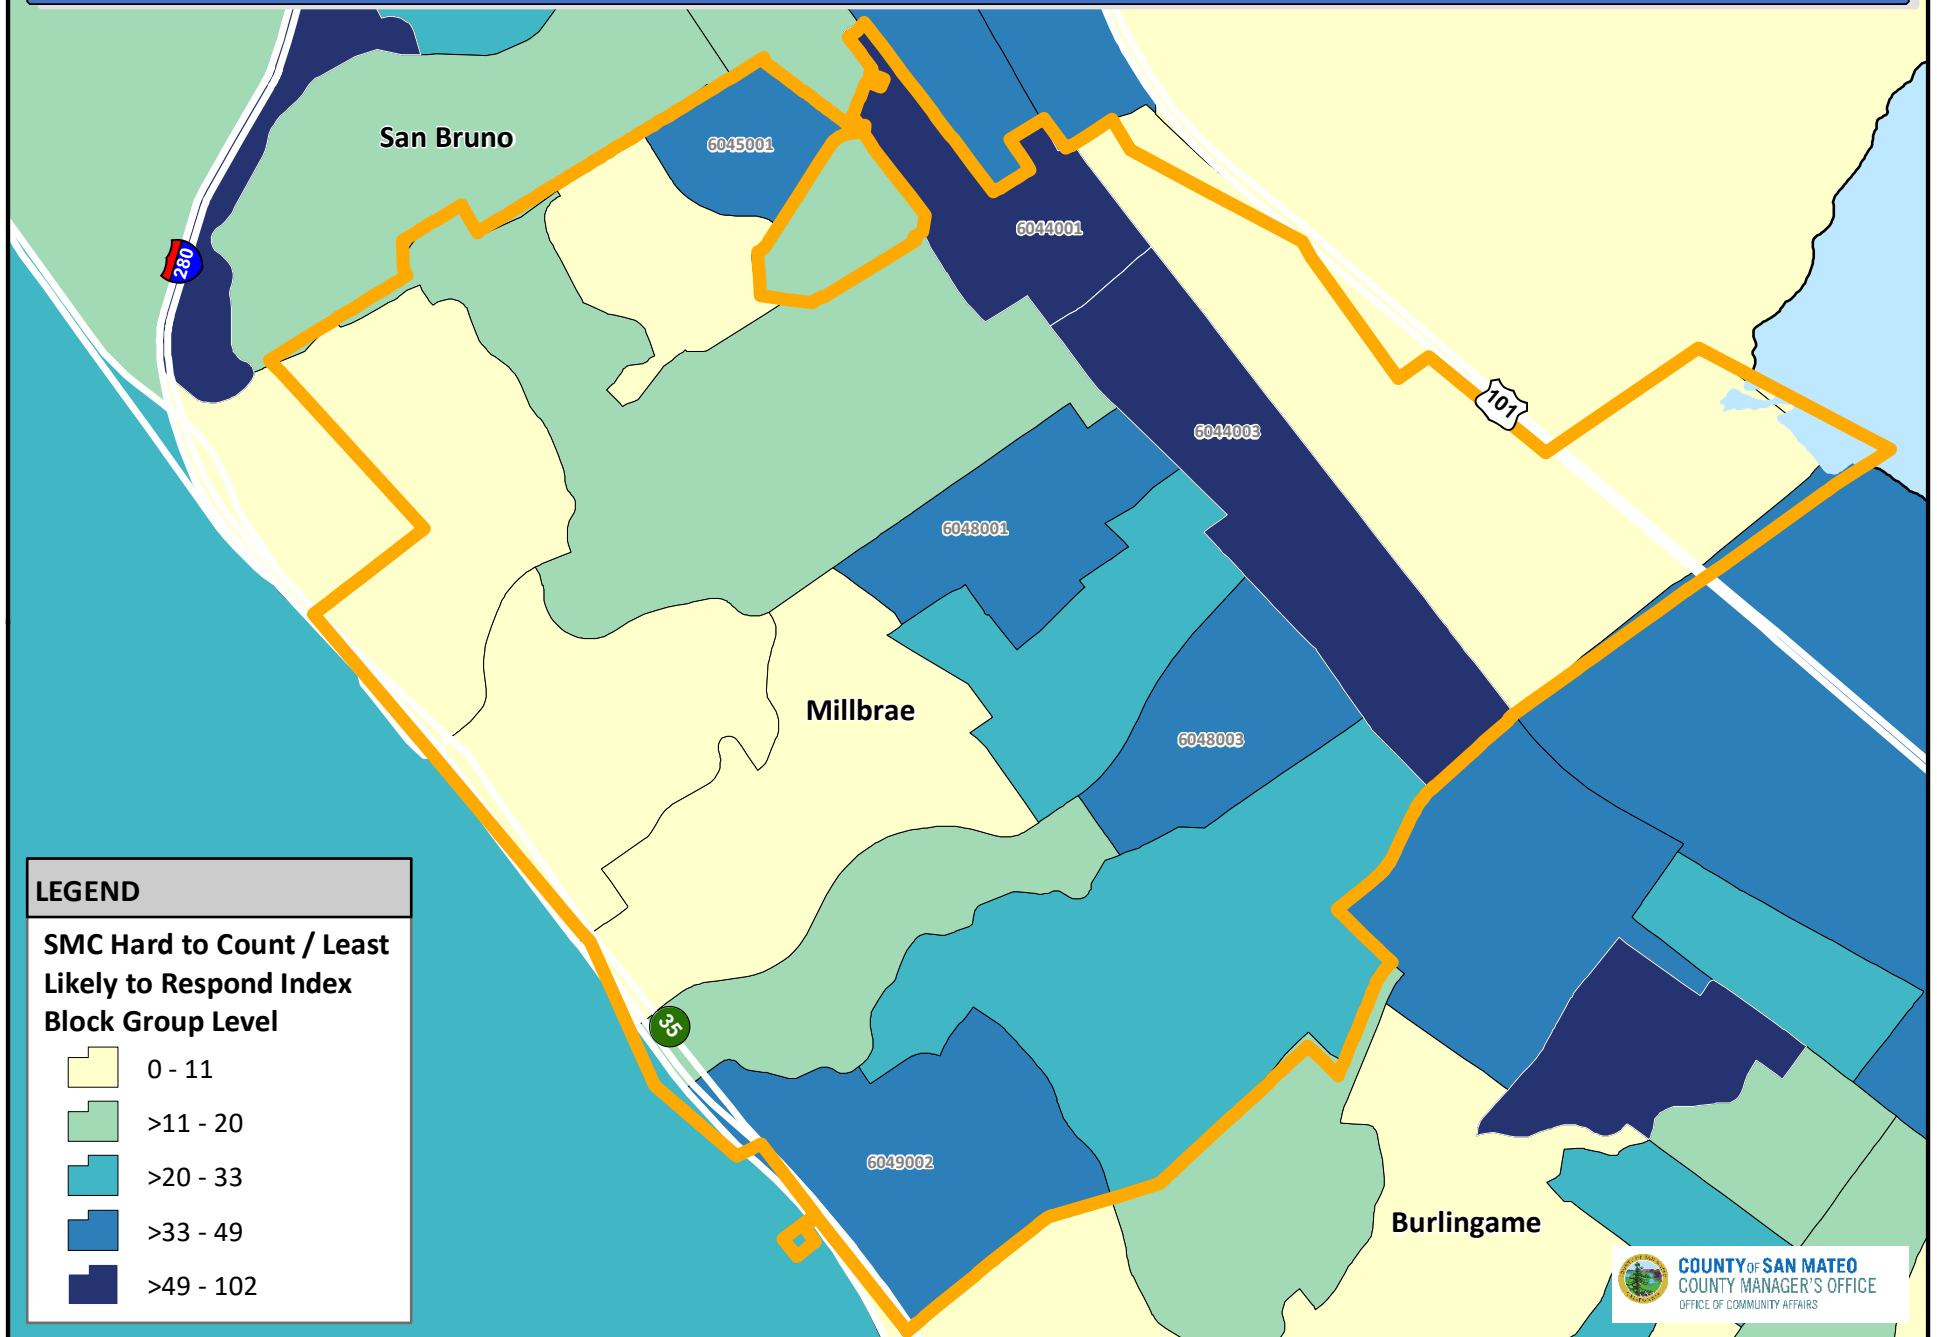 San Bruno
6045001
6044001
280
101
6044003
6048001
Millbrae
6048003
35
6049002
Burlingame
LEGEND
SMC Hard to Count / Least
Likely to Respond Index
Block Group Level
0 - 11
>11 - 20
>20 - 33
>33 - 49
>49 - 102
COUNTY OF SAN MATEO
COUNTY MANAGER'S OFFICE
OFFICE OF COMMUNITY AFFAIRS